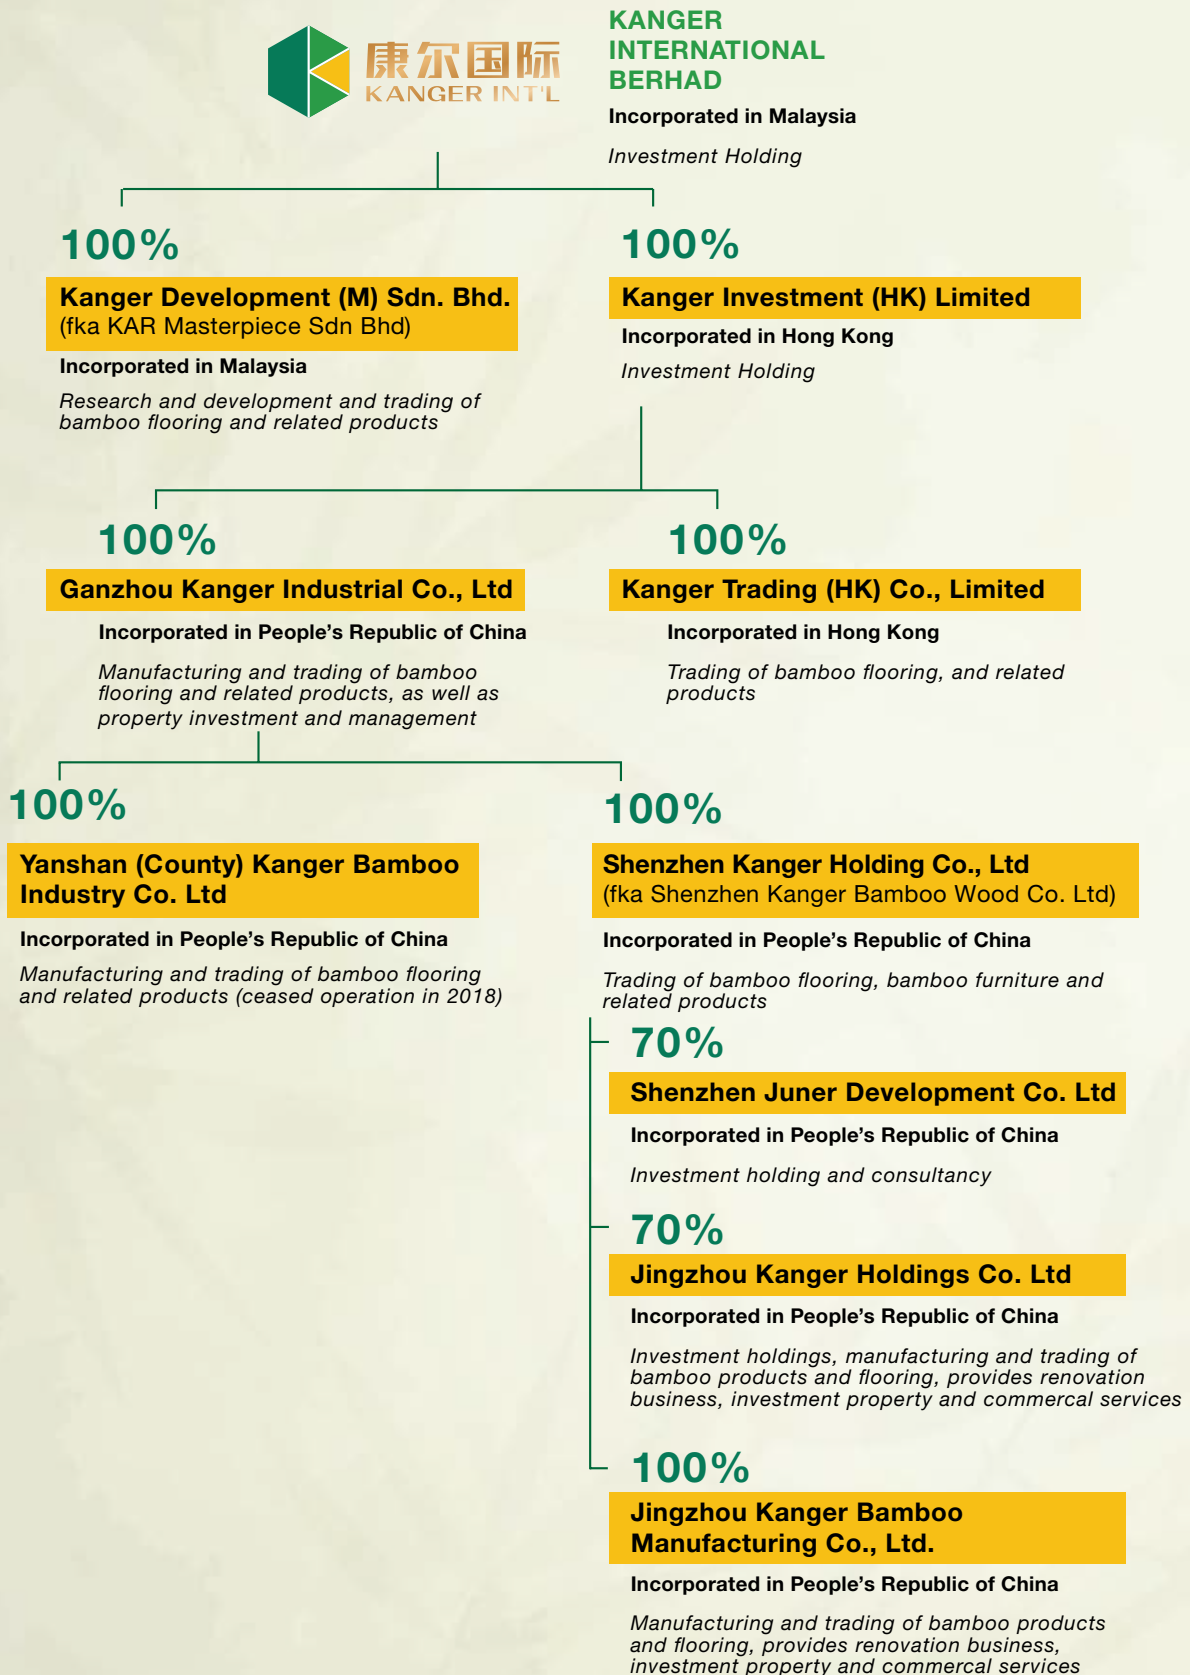 康尔国际
KANGER INT'L
KANGER
INTERNATIONAL
BERHAD
Incorporated in Malaysia
Investment Holding
100%
Kanger Development (M) Sdn. Bhd.
(fka KAR Masterpiece Sdn Bhd)
Incorporated in Malaysia
Research and development and trading of
bamboo flooring and related products
100%
Kanger Investment (HK) Limited
Incorporated in Hong Kong
Investment Holding
100%
Ganzhou Kanger Industrial Co., Ltd
Incorporated in People's Republic of China
Manufacturing and trading of bamboo
flooring and related products, as well as
property investment and management
100%
Kanger Trading (HK) Co., Limited
Incorporated in Hong Kong
Trading of bamboo flooring, and related
products
100%
Yanshan (County) Kanger Bamboo
Industry Co. Ltd
Incorporated in People's Republic of China
Manufacturing and trading of bamboo flooring
and related products (ceased operation in 2018)
100%
Shenzhen Kanger Holding Co., Ltd
(fka Shenzhen Kanger Bamboo Wood Co. Ltd)
Incorporated in People's Republic of China
Trading of bamboo flooring, bamboo furniture and
related products
70%
Shenzhen Juner Development Co. Ltd
Incorporated in People's Republic of China
Investment holding and consultancy
70%
Jingzhou Kanger Holdings Co. Ltd
Incorporated in People's Republic of China
Investment holdings, manufacturing and trading of
bamboo products and flooring, provides renovation
business, investment property and commercal services
100%
Jingzhou Kanger Bamboo
Manufacturing Co., Ltd.
Incorporated in People's Republic of China
Manufacturing and trading of bamboo products
and flooring, provides renovation business,
investment property and commercal services